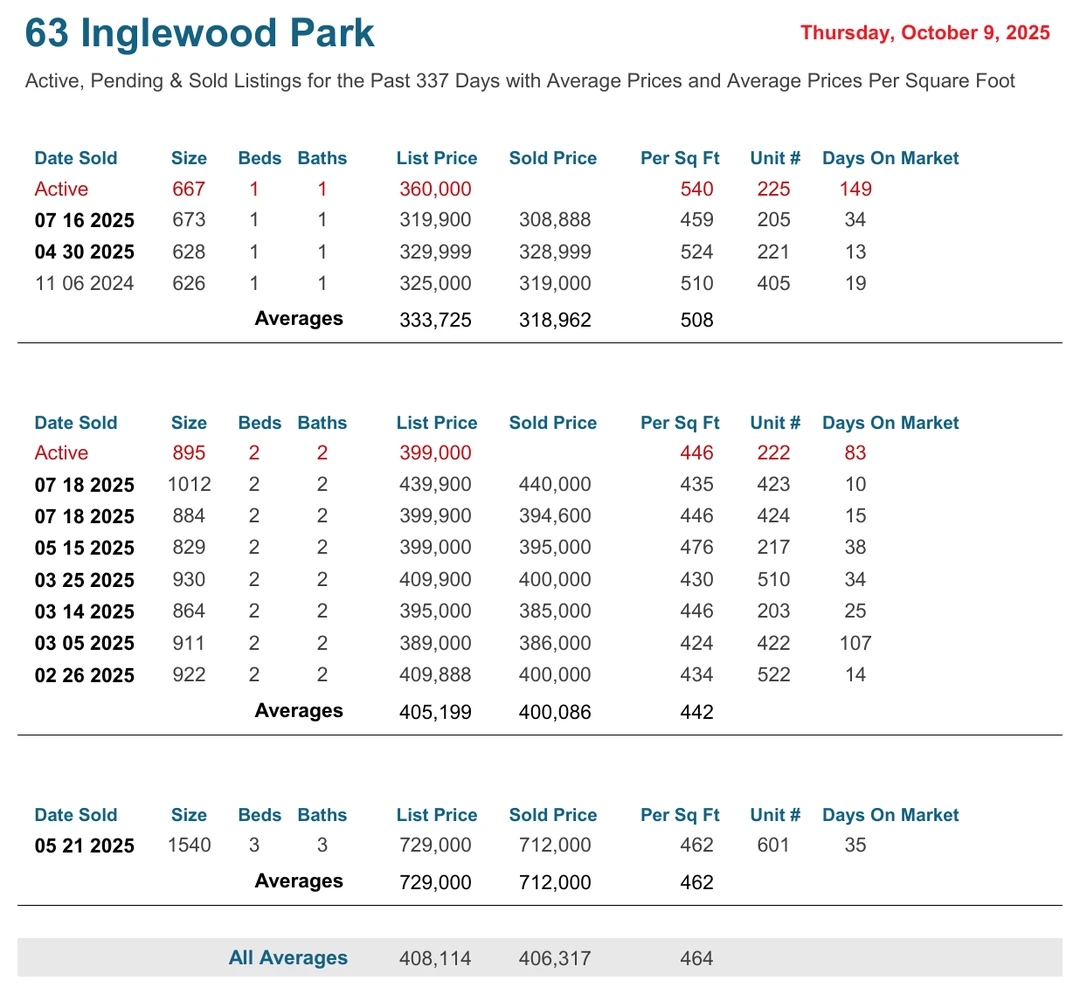 63 Inglewood Park
Thursday, October 9, 2025
Active, Pending & Sold Listings for the Past 337 Days with Average Prices and Average Prices Per Square Foot
Date Sold Size Beds Baths List Price Sold Price Per Sq Ft Unit # Days On Market
Active 667 1 1 360,000 540 225 149
07 16 2025 673 1 1 319,900 308,888 459 205 34
04 30 2025 628 1 1 329,999 328,999 524 221 13
11 06 2024 626 1 1 325,000 319,000 510 405 19
Averages 333,725 318,962 508
Date Sold Size Beds Baths List Price Sold Price Per Sq Ft Unit # Days On Market
Active 895 2 2 399,000 446 222 83
07 18 2025 1012 2 2 439,900 440,000 435 423 10
07 18 2025 884 2 2 399,900 394,600 446 424 15
05 15 2025 829 2 2 399,000 395,000 476 217 38
03 25 2025 930 2 2 409,900 400,000 430 510 34
03 14 2025 864 2 2 395,000 385,000 446 203 25
03 05 2025 911 2 2 389,000 386,000 424 422 107
02 26 2025 922 2 2 409,888 400,000 434 522 14
Averages 405,199 400,086 442
Date Sold Size Beds Baths List Price Sold Price Per Sq Ft Unit # Days On Market
05 21 2025 1540 3 3 729,000 712,000 462 601 35
Averages 729,000 712,000 462
All Averages 408,114 406,317 464